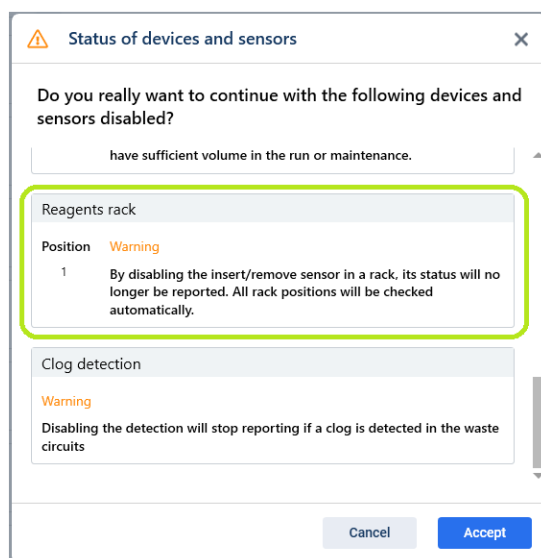 Status of devices and sensors
Do you really want to continue with the following devices and
sensors disabled?
have sufficient volume in the run or maintenance.
Reagents rack
Position Warning
1 By disabling the insert/remove sensor in a rack, its status will no
longer be reported. All rack positions will be checked
automatically.
Clog detection
Warning
Disabling the detection will stop reporting if a clog is detected in the waste
circuits
Cancel Accept